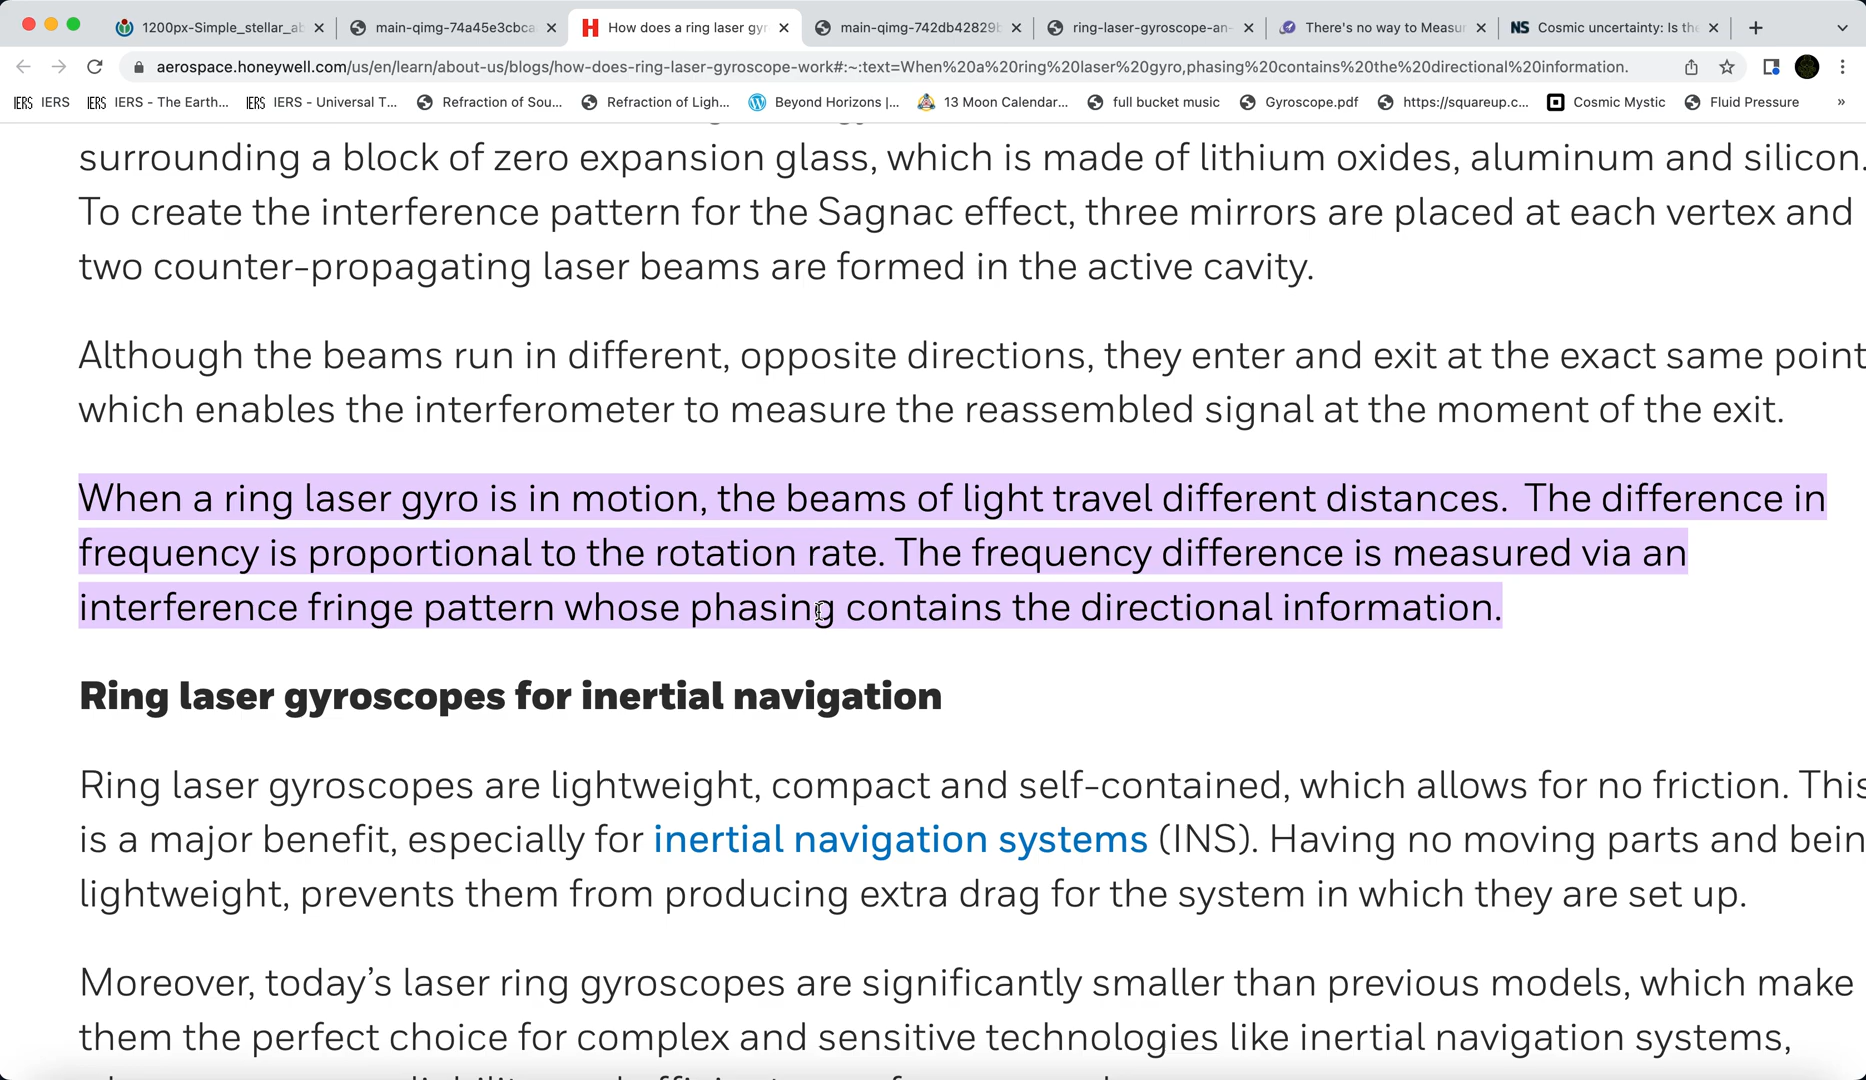 1200px-Simple_stellar_ab
main-qimg-74a45e3cbca
How does a ring laser gyr
main-qimg-742db42829b
ring-laser-gyroscope-an-
There's no way to Measur
NS Cosmic uncertainty: Is the
aerospace.honeywell.com/us/en/learn/about-us/blogs/how-does-ring-laser-gyroscope-work#:~:text=When%20a%20ring%20laser%20gyro,phasing%20contains%20the%20directional%20information.
IERS IERS
IERS IERS - The Earth...
IERS IERS - Universal T...
Refraction of Sou...
Refraction of Ligh...
Beyond Horizons |...
13 Moon Calendar...
full bucket music
Gyroscope.pdf
https://squareup.c...
Cosmic Mystic
Fluid Pressure
»
surrounding a block of zero expansion glass, which is made of lithium oxides, aluminum and silicon.
To create the interference pattern for the Sagnac effect, three mirrors are placed at each vertex and
two counter-propagating laser beams are formed in the active cavity.
Although the beams run in different, opposite directions, they enter and exit at the exact same point
which enables the interferometer to measure the reassembled signal at the moment of the exit.
When a ring laser gyro is in motion, the beams of light travel different distances. The difference in
frequency is proportional to the rotation rate. The frequency difference is measured via an
interference fringe pattern whose phasing contains the directional information.
Ring laser gyroscopes for inertial navigation
Ring laser gyroscopes are lightweight, compact and self-contained, which allows for no friction. This
is a major benefit, especially for inertial navigation systems (INS). Having no moving parts and bein
lightweight, prevents them from producing extra drag for the system in which they are set up.
Moreover, today’s laser ring gyroscopes are significantly smaller than previous models, which make
them the perfect choice for complex and sensitive technologies like inertial navigation systems,